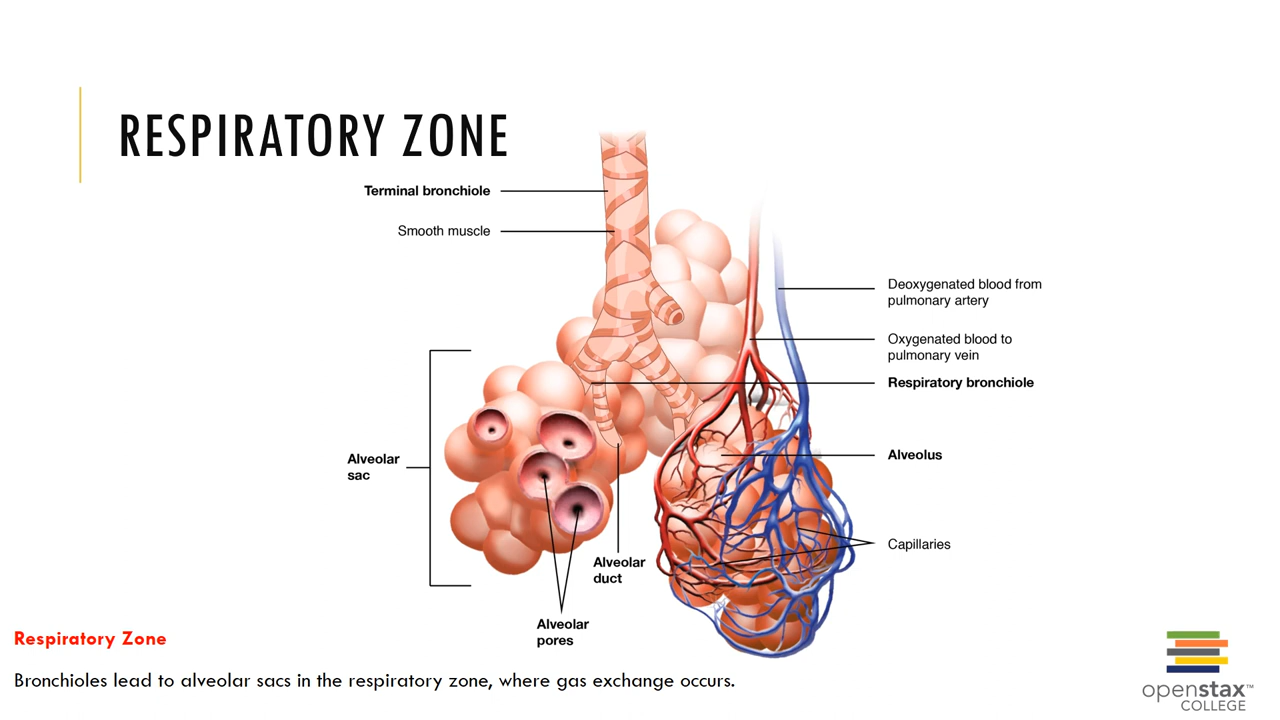 RESPIRATORY ZONE
Terminal bronchiole
Smooth muscle
Deoxygenated blood from
pulmonary artery
Oxygenated blood to
pulmonary vein
Respiratory bronchiole
Alveolar
sac
Alveolus
Capillaries
Alveolar
duct
Alveolar
pores
Respiratory Zone
Bronchioles lead to alveolar sacs in the respiratory zone, where gas exchange occurs.
openstax™
COLLEGE